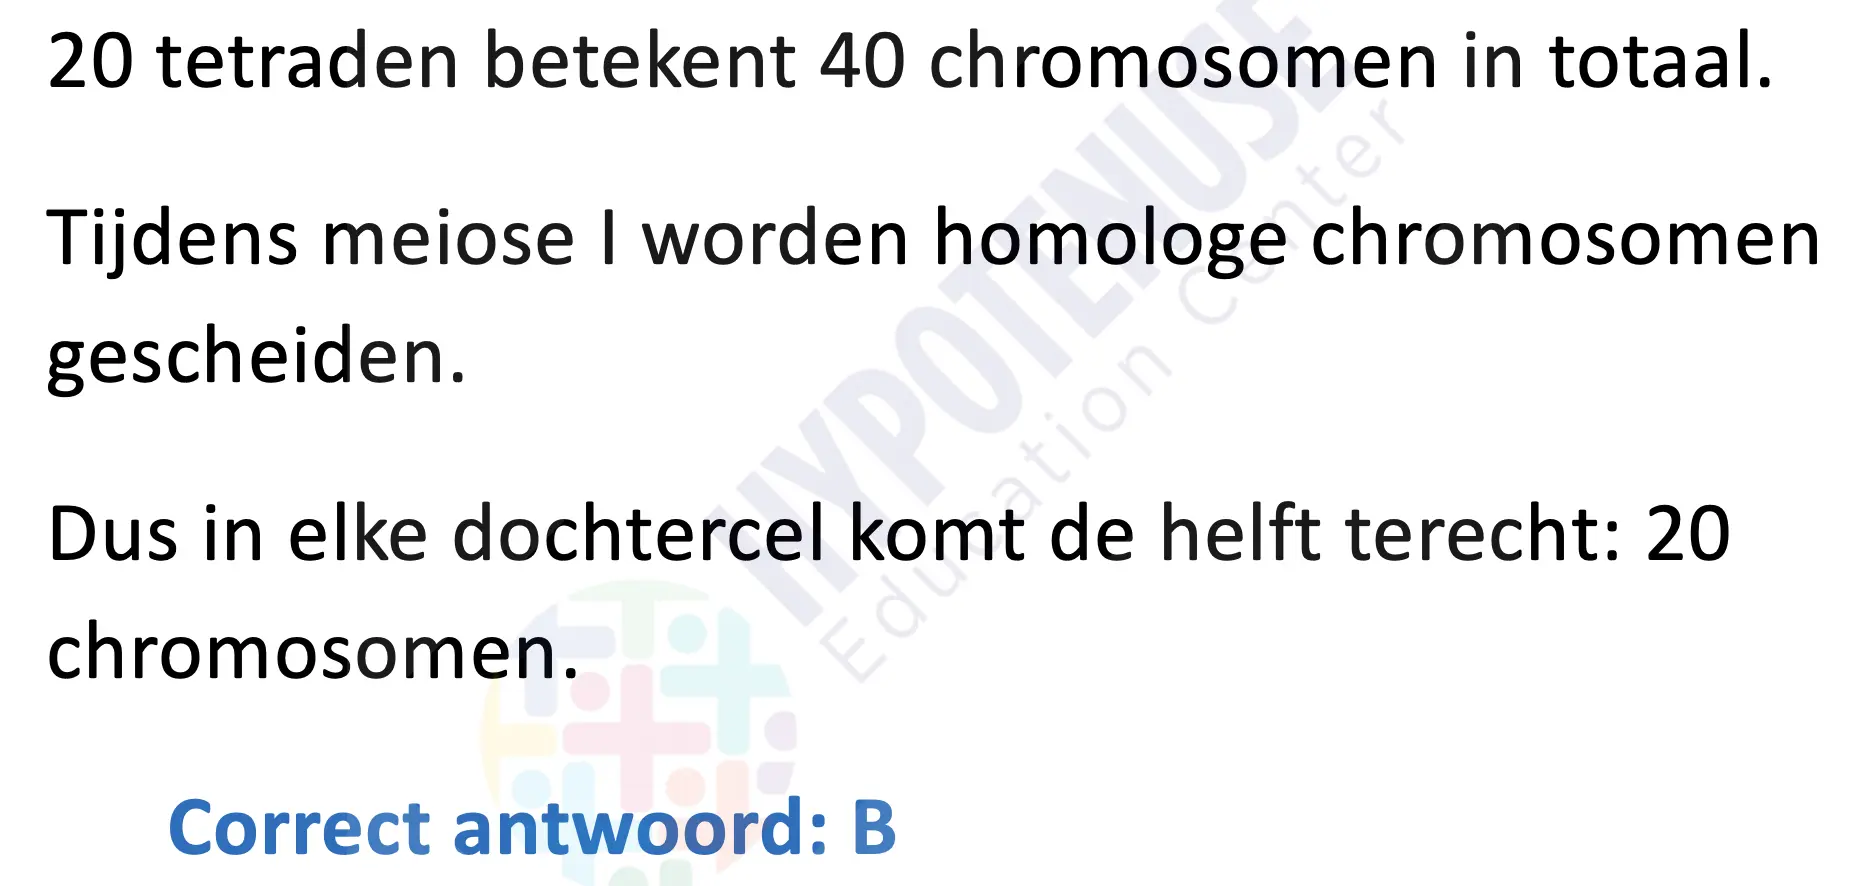 20 tetraden betekent 40 chromosomen in totaal.
Tijdens meiose I worden homologe chromosomen
gescheiden.
Dus in elke dochtercel komt de helft terecht: 20
chromosomen.
Correct antwoord: B
HYPOTENUSE
Education Center